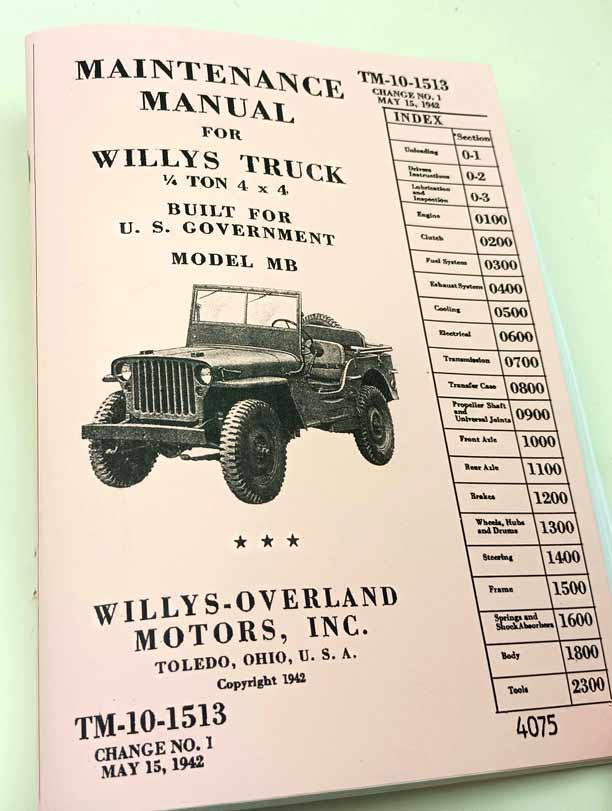 MAINTENANCE
MANUAL
FOR
WILLYS TRUCK
¼ TON 4 x 4
BUILT FOR
U. S. GOVERNMENT
MODEL MB
★ ★ ★
WILLYS-OVERLAND
MOTORS, INC.
TOLEDO, OHIO, U. S. A.
Copyright 1942
TM-10-1513
CHANGE NO. 1
MAY 15, 1942
TM-10-1513
CHANGE NO. 1
MAY 15, 1942
INDEX
*Section
Unloading 0-1
Drivers
Instructions 0-2
Lubrication
and
Inspection 0-3
Engine 0100
Clutch 0200
Fuel System 0300
Exhaust System 0400
Cooling 0500
Electrical 0600
Transmission 0700
Transfer Case 0800
Propeller Shaft
and
Universal Joints 0900
Front Axle 1000
Rear Axle 1100
Brakes 1200
Wheels, Hubs
and Drums 1300
Steering 1400
Frame 1500
Springs and
Shock Absorbers 1600
Body 1800
Tools 2300
4075